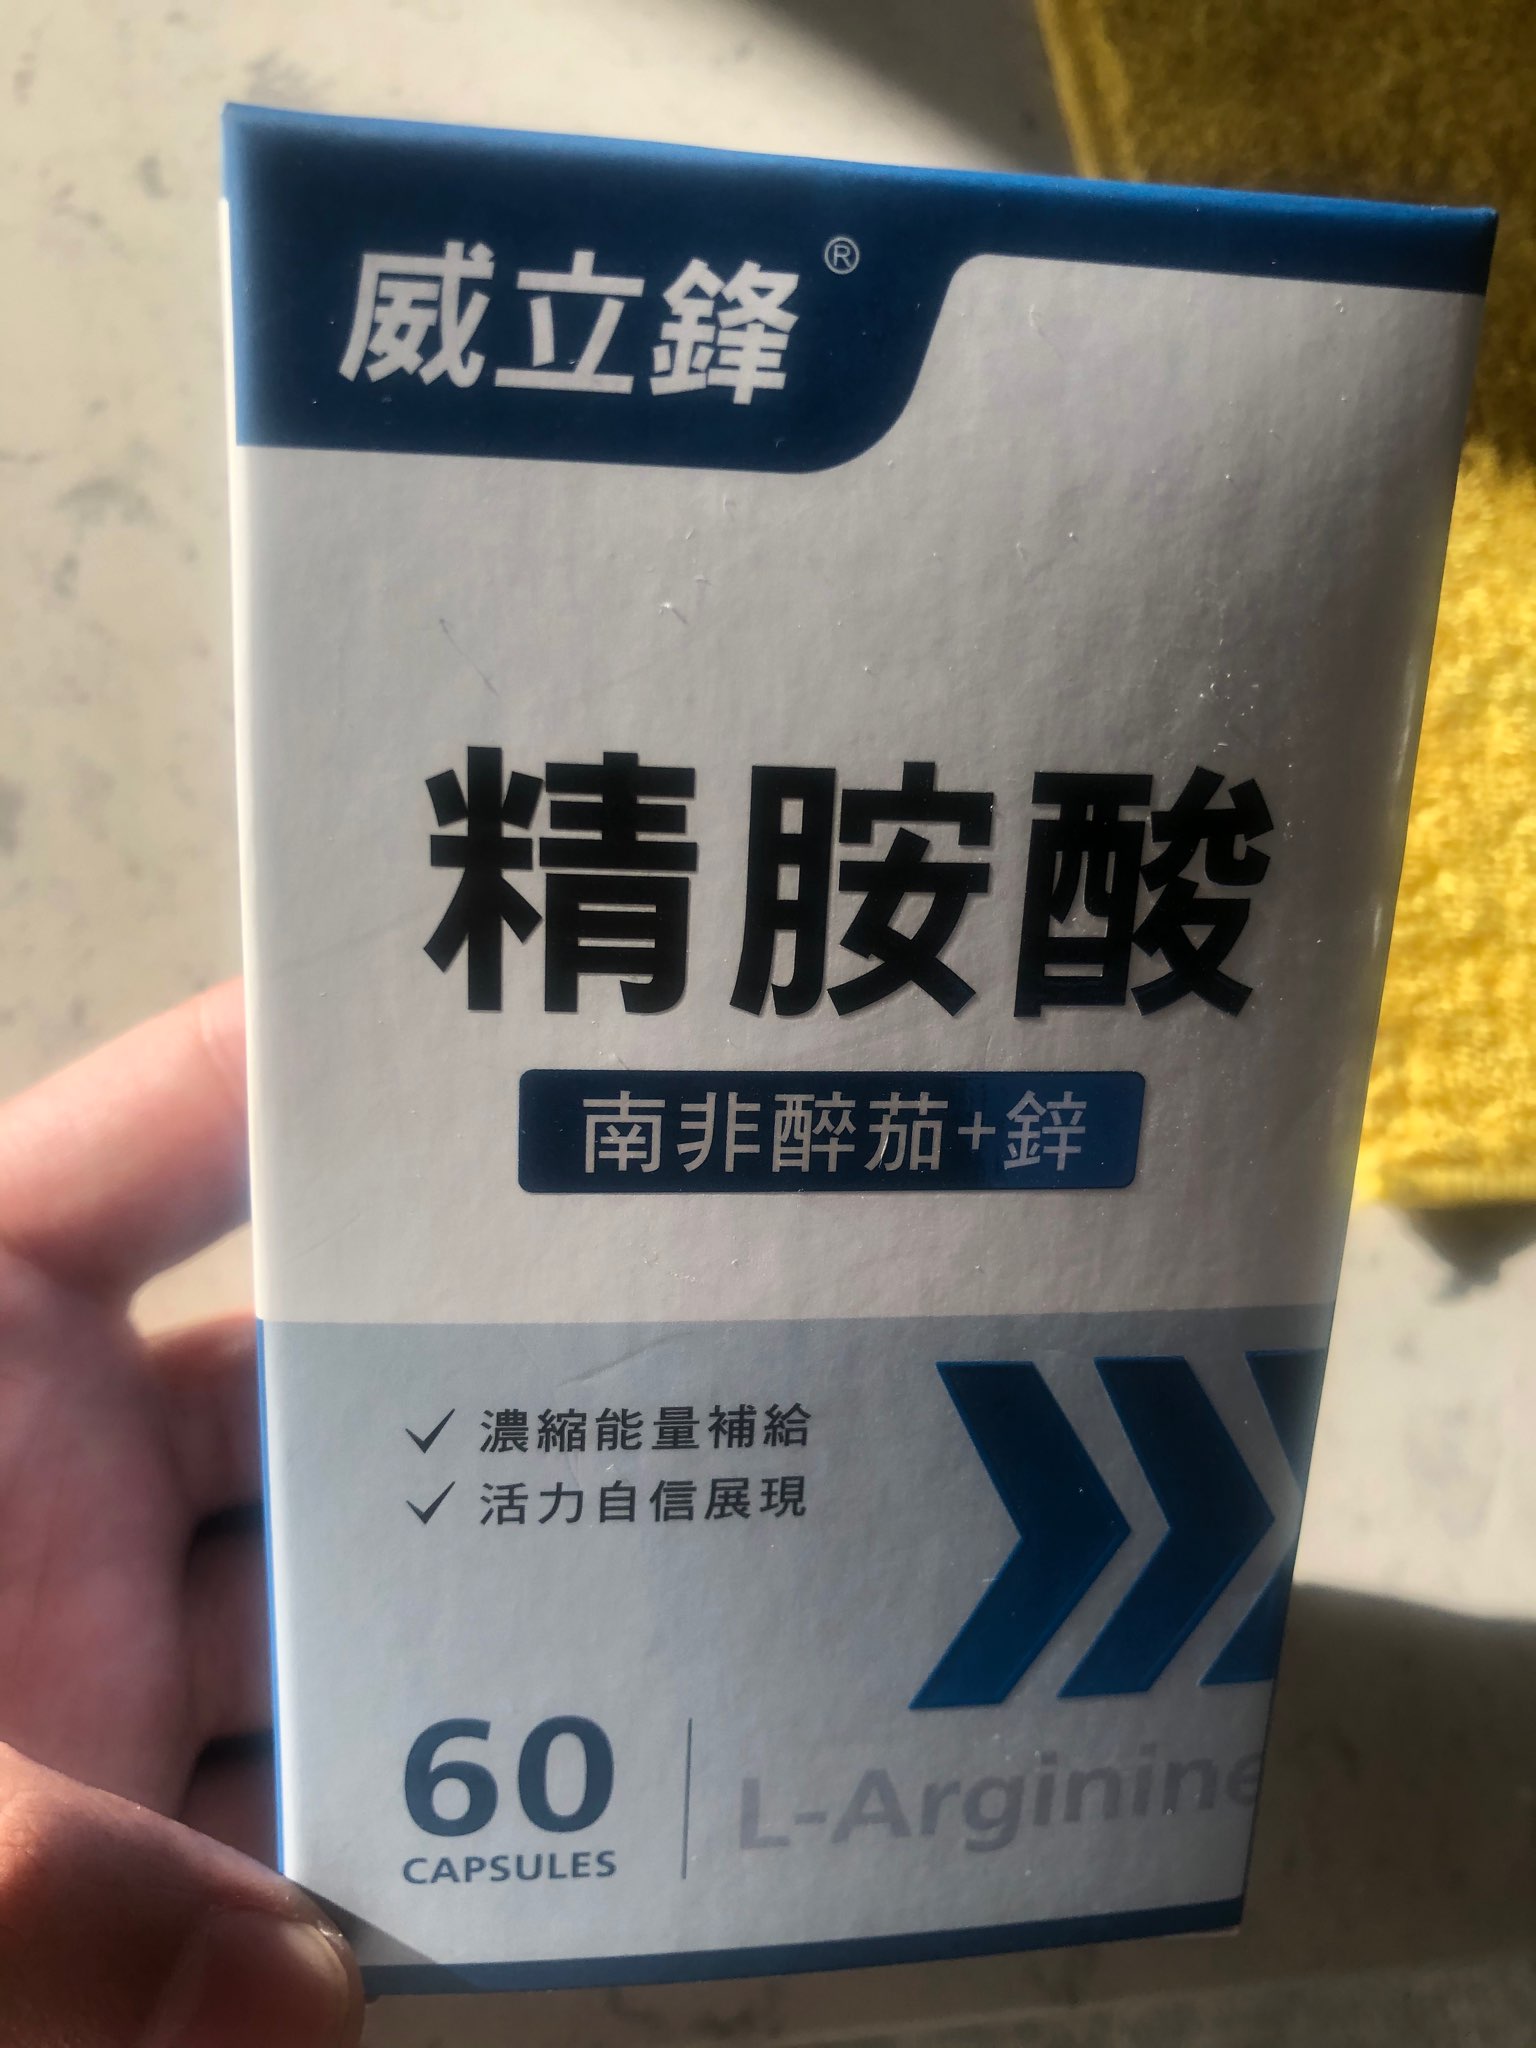 威立鋒®
精胺酸
南非醉茄+鋅
✓ 濃縮能量補給
✓ 活力自信展現
60
CAPSULES
L-Arginine